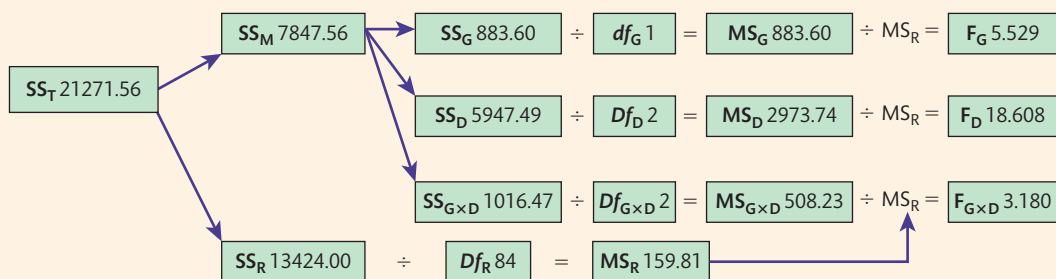 SS_M 7847.56 SS_G 883.60 ÷ df_G 1 = MS_G 883.60 ÷ MS_R = F_G 5.529
SS_T 21271.56
SS_D 5947.49 ÷ Df_D 2 = MS_D 2973.74 ÷ MS_R = F_D 18.608
SS_G×D 1016.47 ÷ Df_G×D 2 = MS_G×D 508.23 ÷ MS_R = F_G×D 3.180
SS_R 13424.00 ÷ Df_R 84 = MS_R 159.81